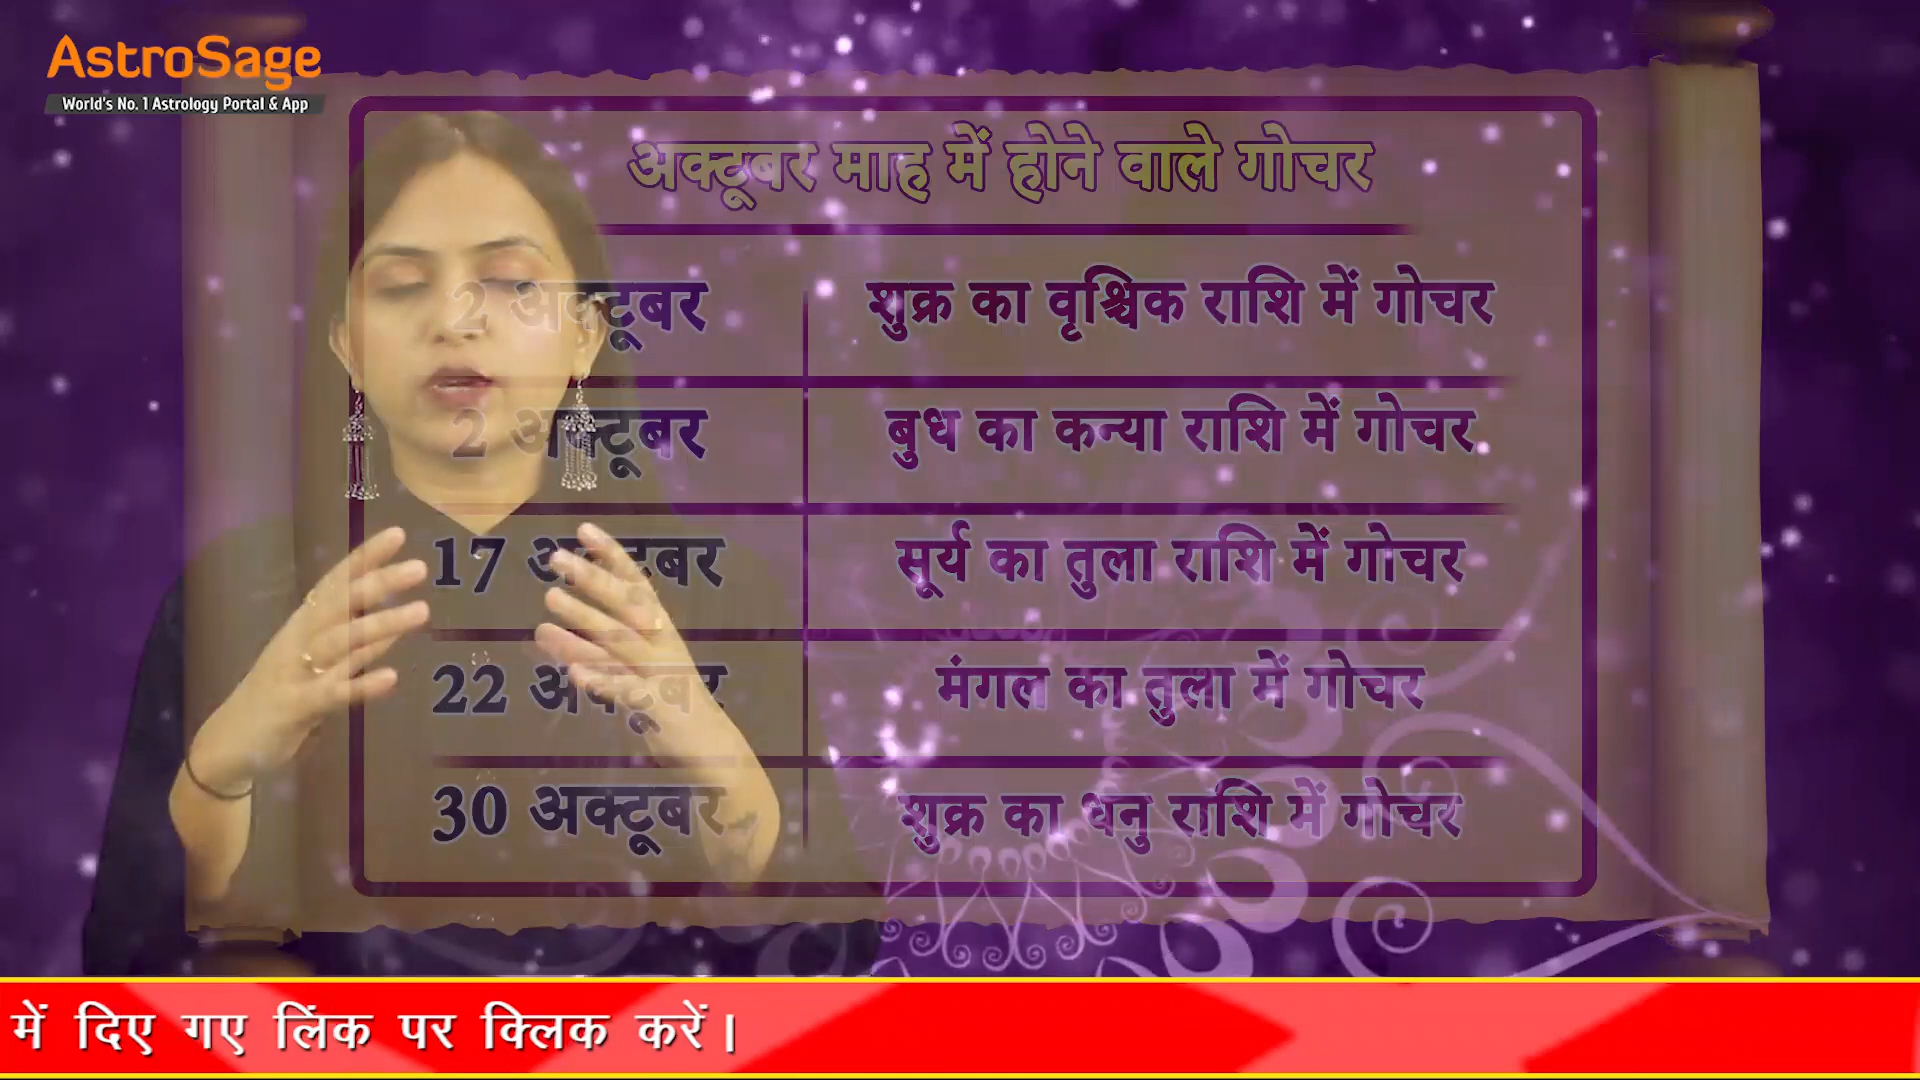 AstroSage
World's No. 1 Astrology Portal & App
अक्टूबर माह में होने वाले गोचर
2 अक्टूबर शुक्र का वृश्चिक राशि में गोचर
2 अक्टूबर बुध का कन्या राशि में गोचर
17 अक्टूबर सूर्य का तुला राशि में गोचर
22 अक्टूबर मंगल का तुला में गोचर
30 अक्टूबर शुक्र का धनु राशि में गोचर
में दिए गए लिंक पर क्लिक करें।